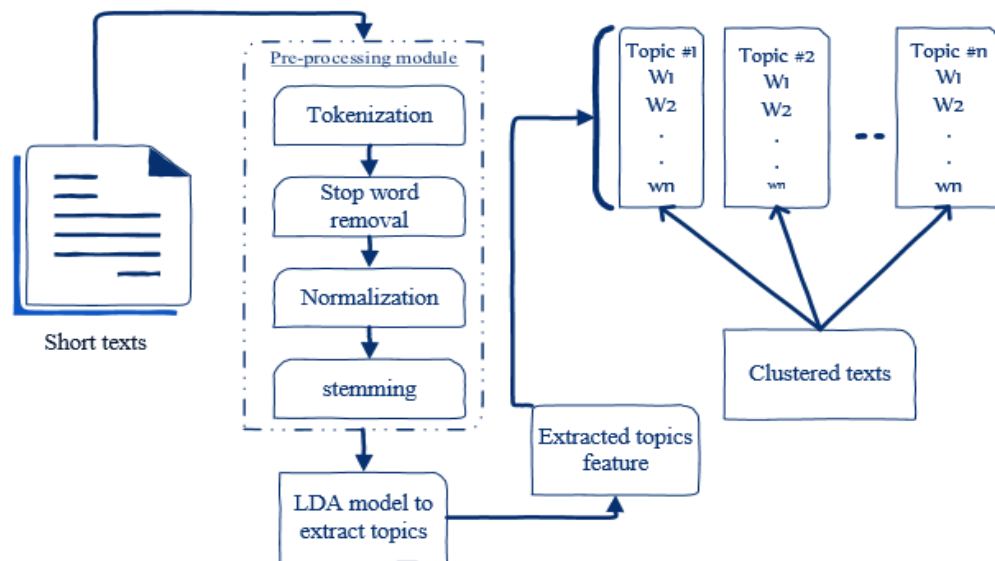 Pre-processing module
Tokenization
Stop word
removal
Normalization
stemming
Short texts
LDA model to
extract topics
Extracted topics
feature
Topic #1
W1
W2
.
.
wn
Topic #2
W1
W2
.
.
wn
--
Topic #n
W1
W2
.
.
wn
Clustered texts